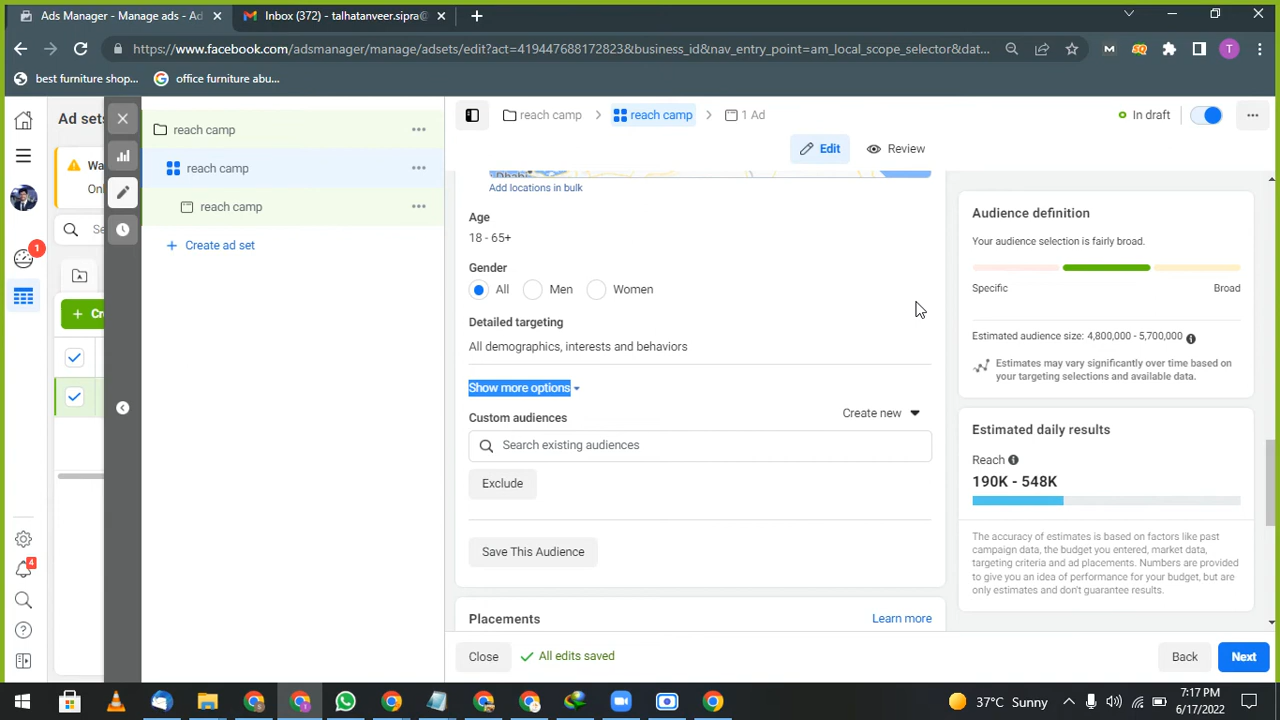 Ads Manager - Manage ads - Ad
Inbox (372) - talhatanveer.sipra@
https://www.facebook.com/adsmanager/manage/adsets/edit?act=419447688172823&business_id&nav_entry_point=am_local_scope_selector&dat...
best furniture shop...
office furniture abu...
Ad sets
reach camp
reach camp
reach camp
1 Ad
In draft
Wa
Onl
Edit
Review
reach camp
Se
reach camp
Create ad set
Cr
1
Dhabi
Add locations in bulk
Age
18 - 65+
Gender
All
Men
Women
Detailed targeting
All demographics, interests and behaviors
Show more options
Custom audiences
Create new
Search existing audiences
Exclude
Save This Audience
Placements
Learn more
Audience definition
Your audience selection is fairly broad.
Specific
Broad
Estimated audience size: 4,800,000 - 5,700,000
Estimates may vary significantly over time based on
your targeting selections and available data.
Estimated daily results
Reach
190K - 548K
The accuracy of estimates is based on factors like past
campaign data, the budget you entered, market data,
targeting criteria and ad placements. Numbers are provided
to give you an idea of performance for your budget, but are
only estimates and don't guarantee results.
4
Close
All edits saved
Back
Next
37°C Sunny
7:17 PM
6/17/2022